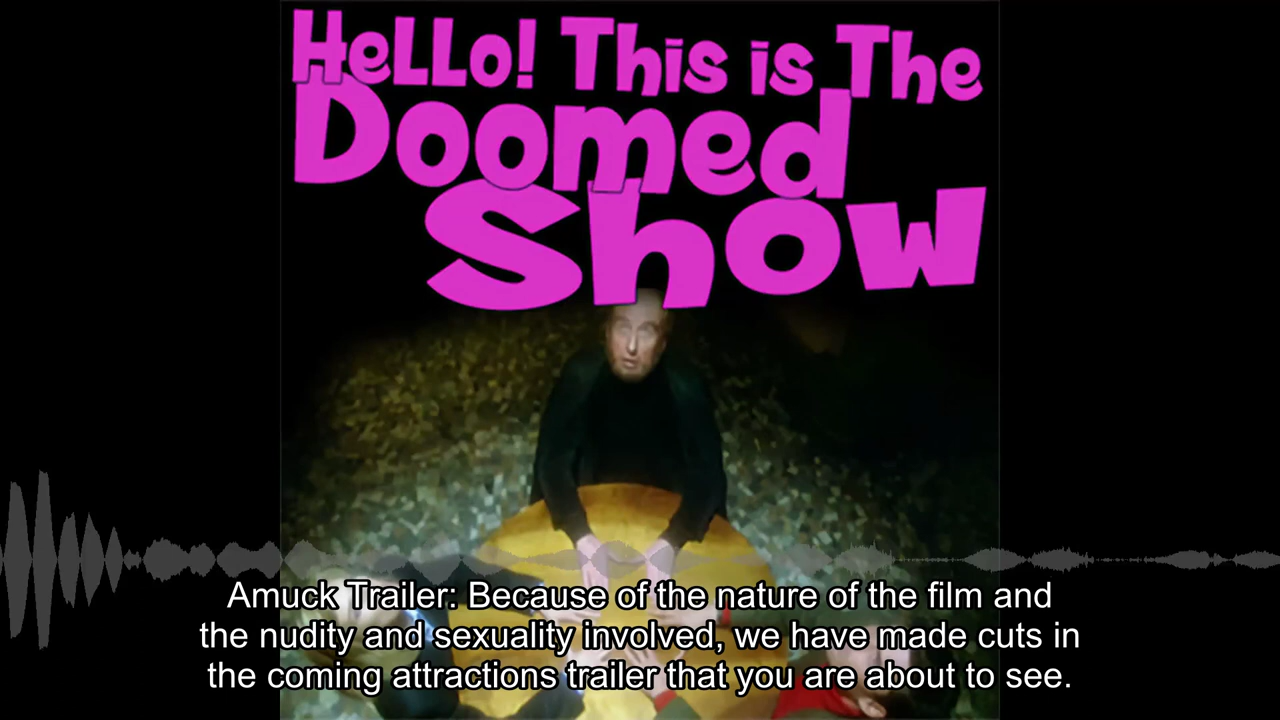 HeLLo! This is The
Doomed
Show
Amuck Trailer: Because of the nature of the film and
the nudity and sexuality involved, we have made cuts in
the coming attractions trailer that you are about to see.